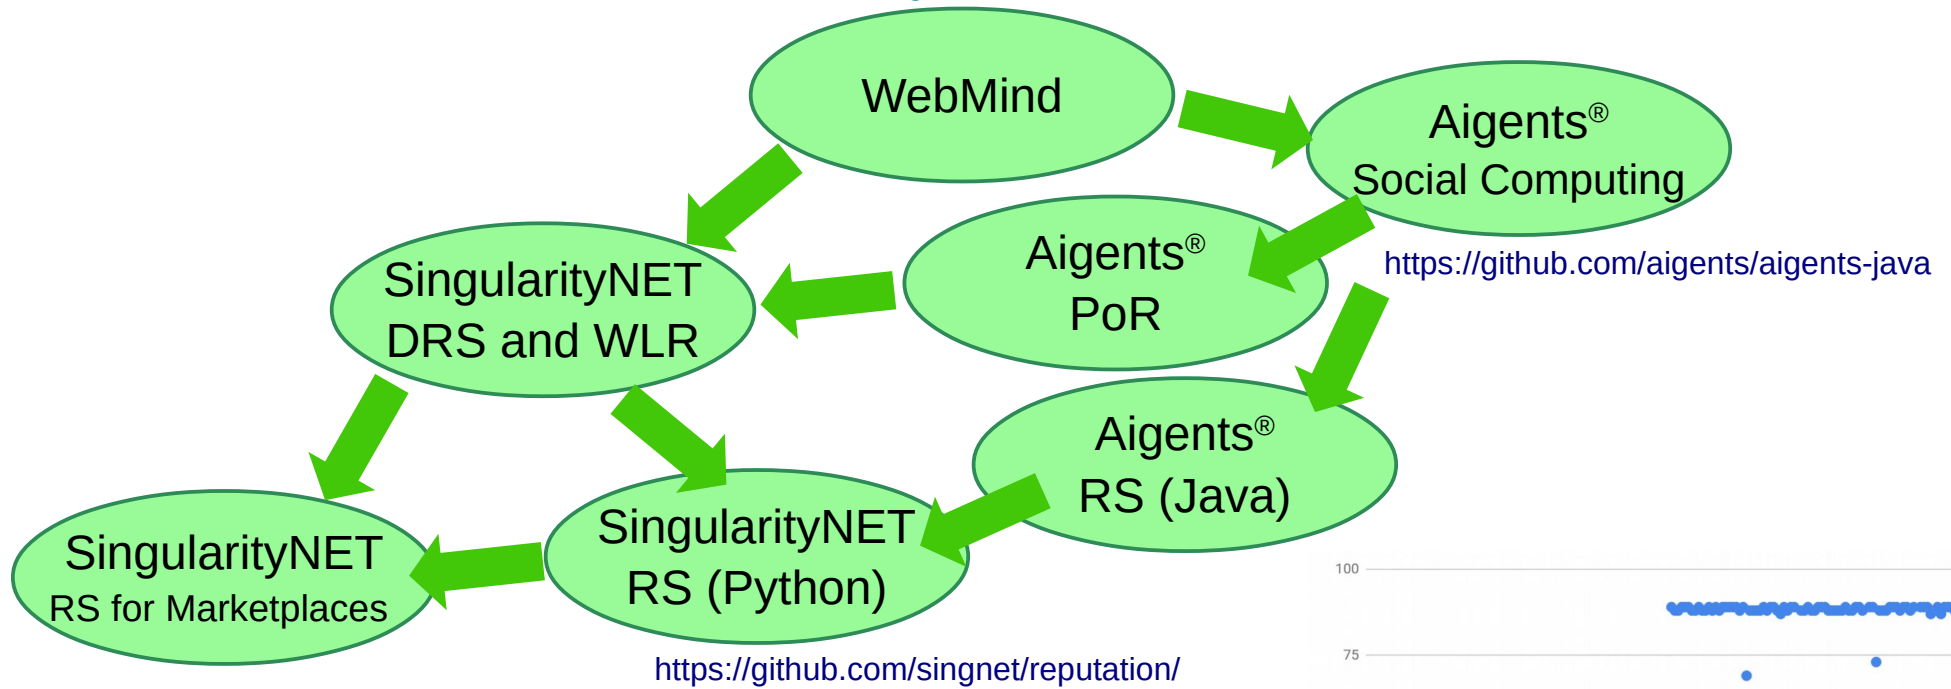 WebMind
Aigents®
Social Computing
https://github.com/aigents/aigents-java
Aigents®
PoR
SingularityNET
DRS and WLR
Aigents®
RS (Java)
SingularityNET
RS (Python)
https://github.com/singnet/reputation/
SingularityNET
RS for Marketplaces
100
75